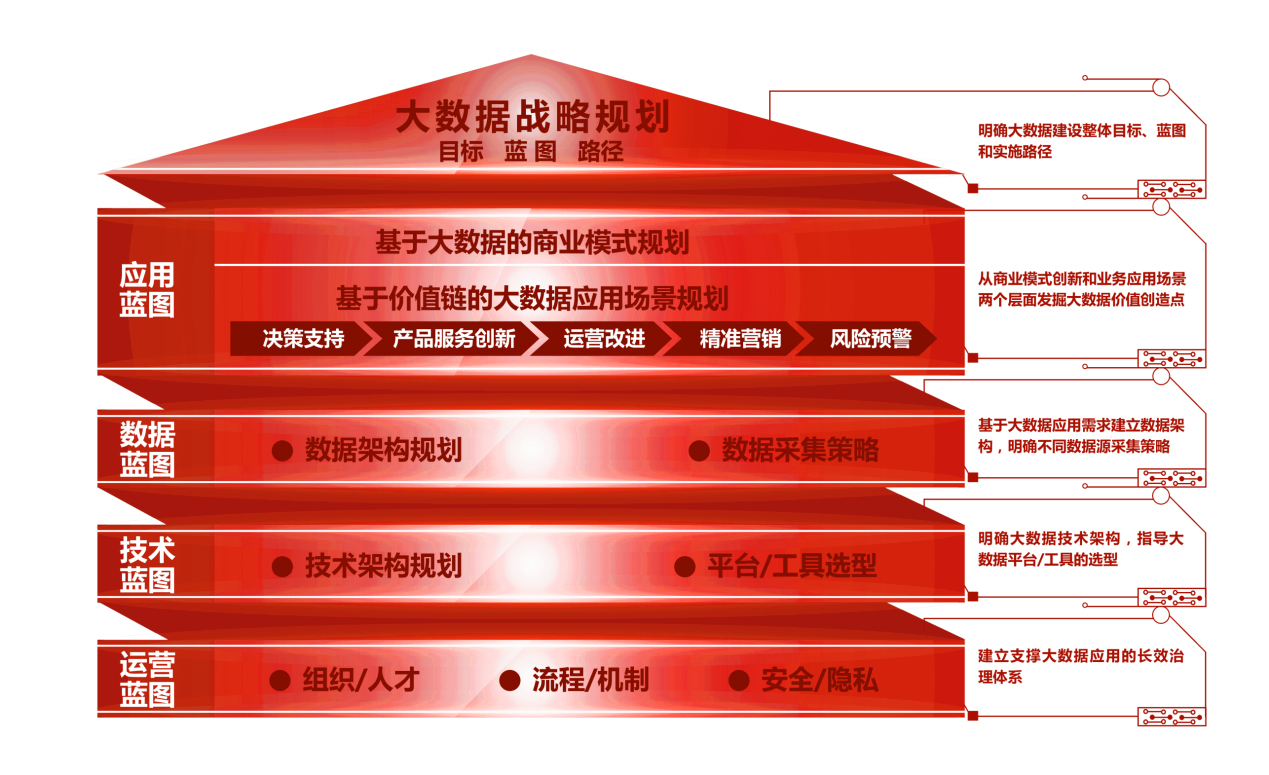 大数据战略规划
目标 蓝图 路径
明确大数据建设整体目标、蓝图
和实施路径
应用
蓝图
基于大数据的商业模式规划
基于价值链的大数据应用场景规划
决策支持 产品服务创新 运营改进 精准营销 风险预警
从商业模式创新和业务应用场景
两个层面发掘大数据价值创造点
数据
蓝图
数据架构规划 数据采集策略
基于大数据应用需求建立数据架
构，明确不同数据源采集策略
技术
蓝图
技术架构规划 平台/工具选型
明确大数据技术架构，指导大
数据平台/工具的选型
运营
蓝图
组织/人才 流程/机制 安全/隐私
建立支撑大数据应用的长效治
理体系